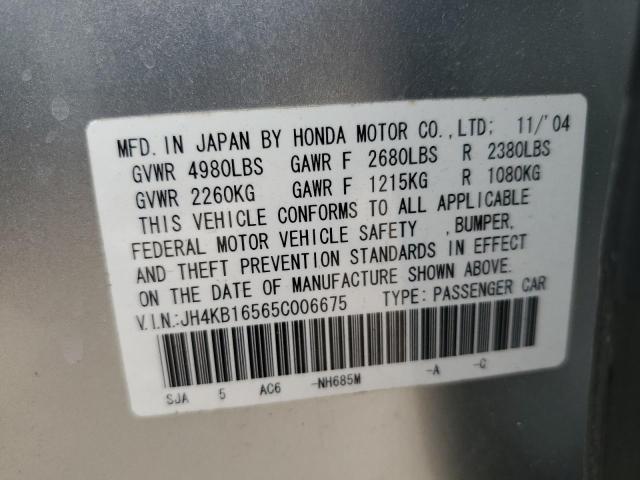 MFD. IN JAPAN BY HONDA MOTOR CO., LTD; 11/'04
GVWR 4980LBS GAWR F 2680LBS R 2380LBS
GVWR 2260KG GAWR F 1215KG R 1080KG
THIS VEHICLE CONFORMS TO ALL APPLICABLE
FEDERAL MOTOR VEHICLE SAFETY , BUMPER,
AND THEFT PREVENTION STANDARDS IN EFFECT
ON THE DATE OF MANUFACTURE SHOWN ABOVE.
V.I.N.:JH4KB16565C006675 TYPE: PASSENGER CAR
SJA 5 AC6 -NH685M -A -C